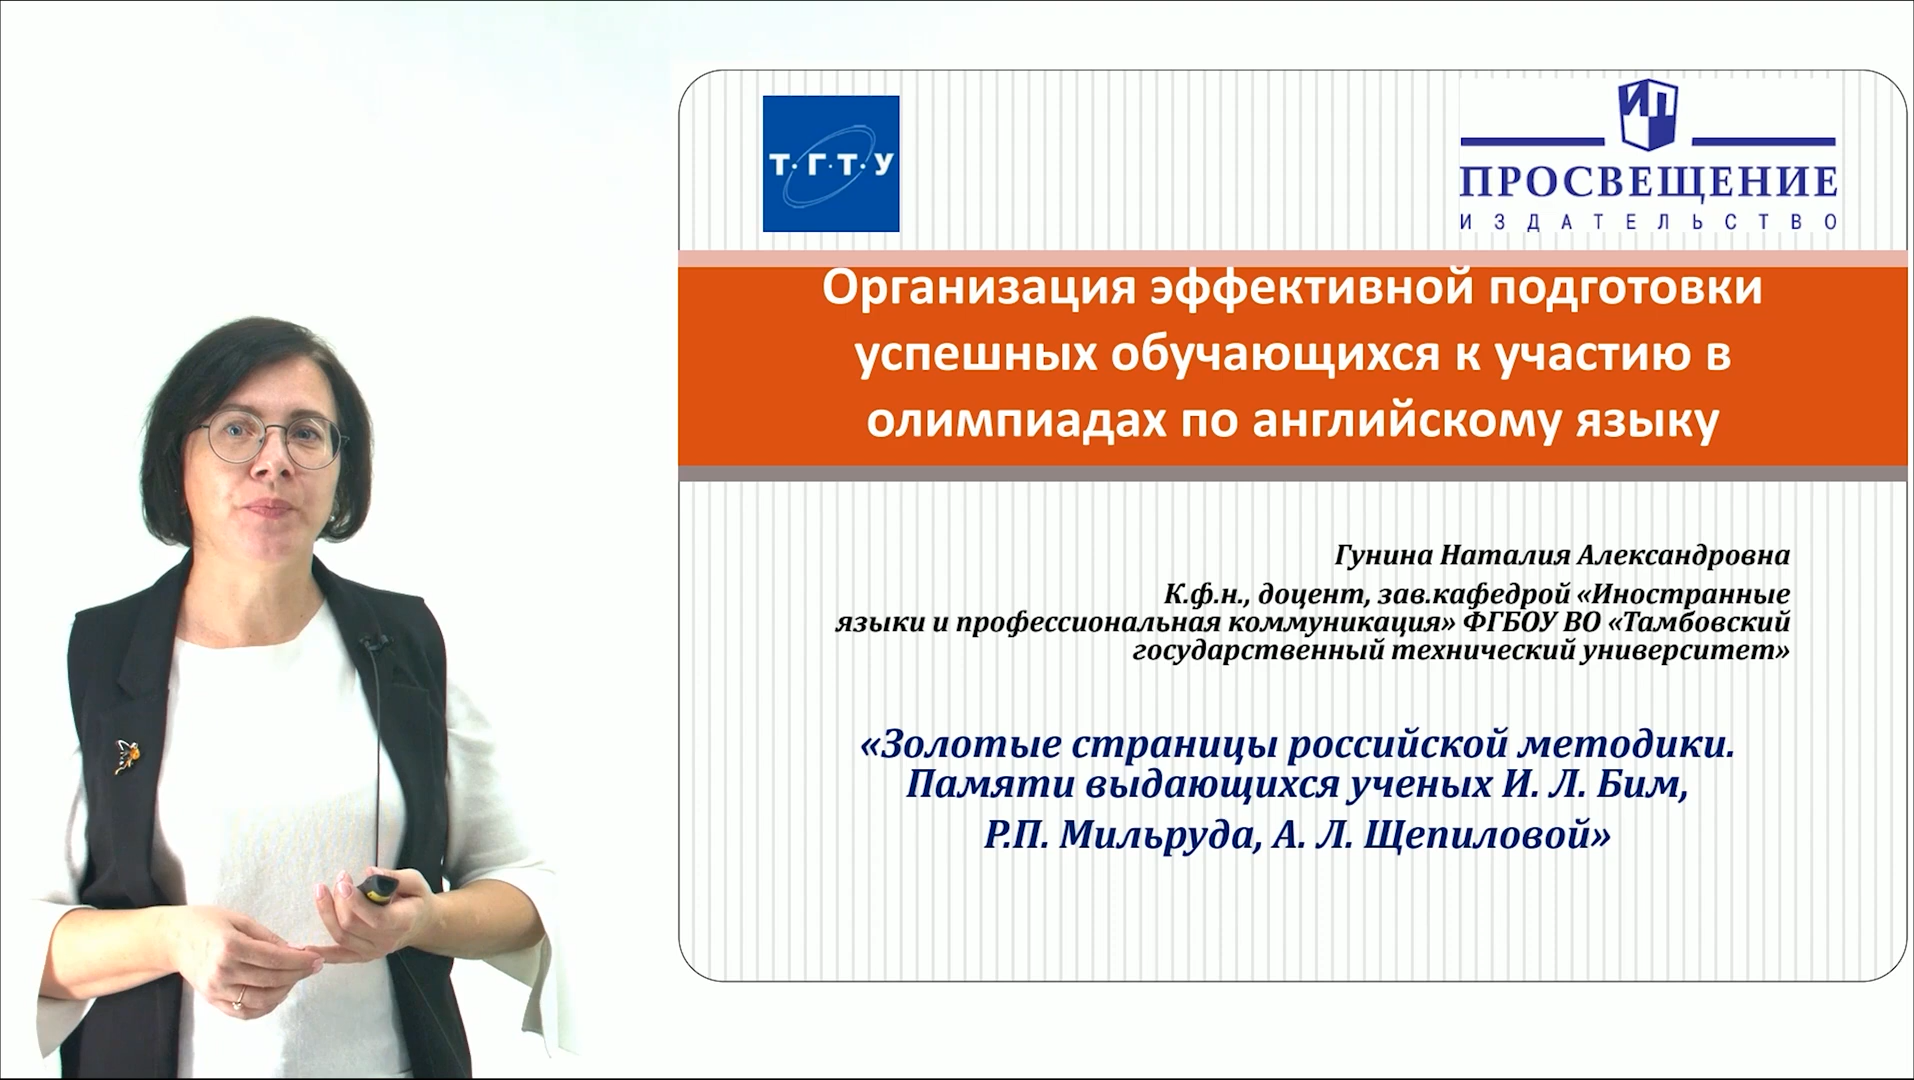 Т·Г·Т·У
ИП
ПРОСВЕЩЕНИЕ
ИЗДАТЕЛЬСТВО
Организация эффективной подготовки
успешных обучающихся к участию в
олимпиадах по английскому языку
Гунина Наталия Александровна
К.ф.н., доцент, зав.кафедрой «Иностранные
языки и профессиональная коммуникация» ФГБОУ ВО «Тамбовский
государственный технический университет»
«Золотые страницы российской методики.
Памяти выдающихся ученых И. Л. Бим,
Р.П. Мильруда, А. Л. Щепиловой»